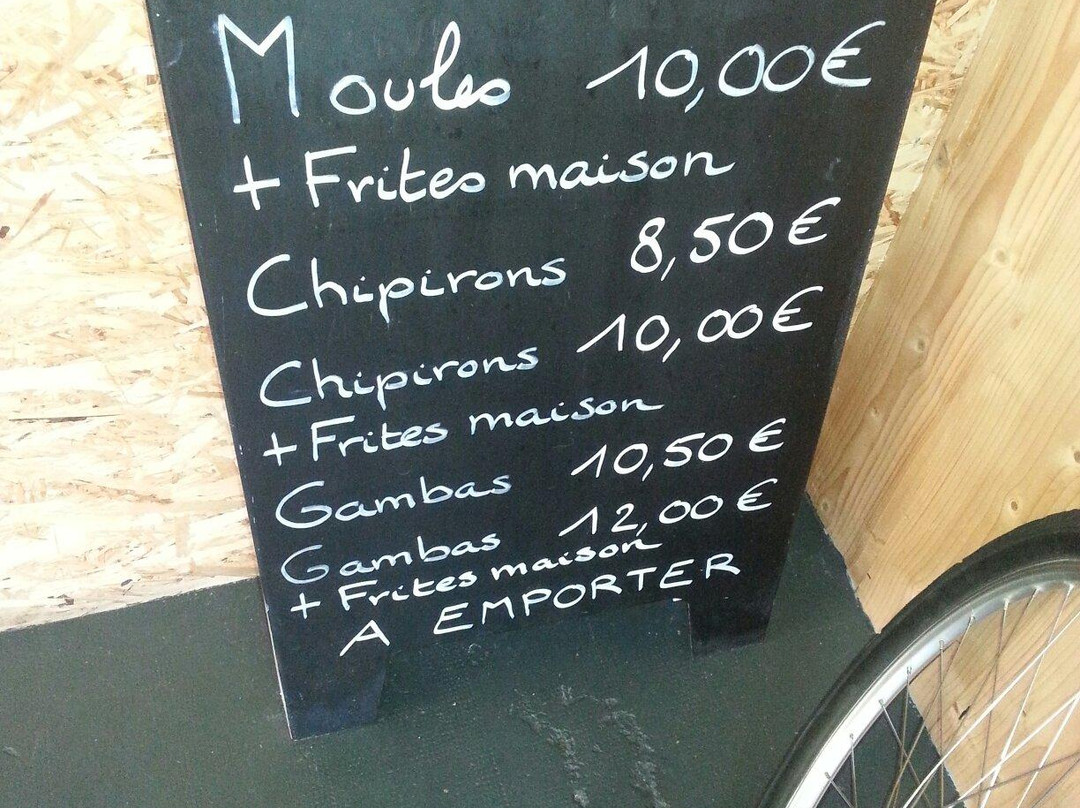 Moules 10,00€
+ Frites maison
Chipirons 8,50€
Chipirons 10,00€
+ Frites maison
Gambas 10,50€
Gambas 12,00€
+ Frites maison
A EMPORTER